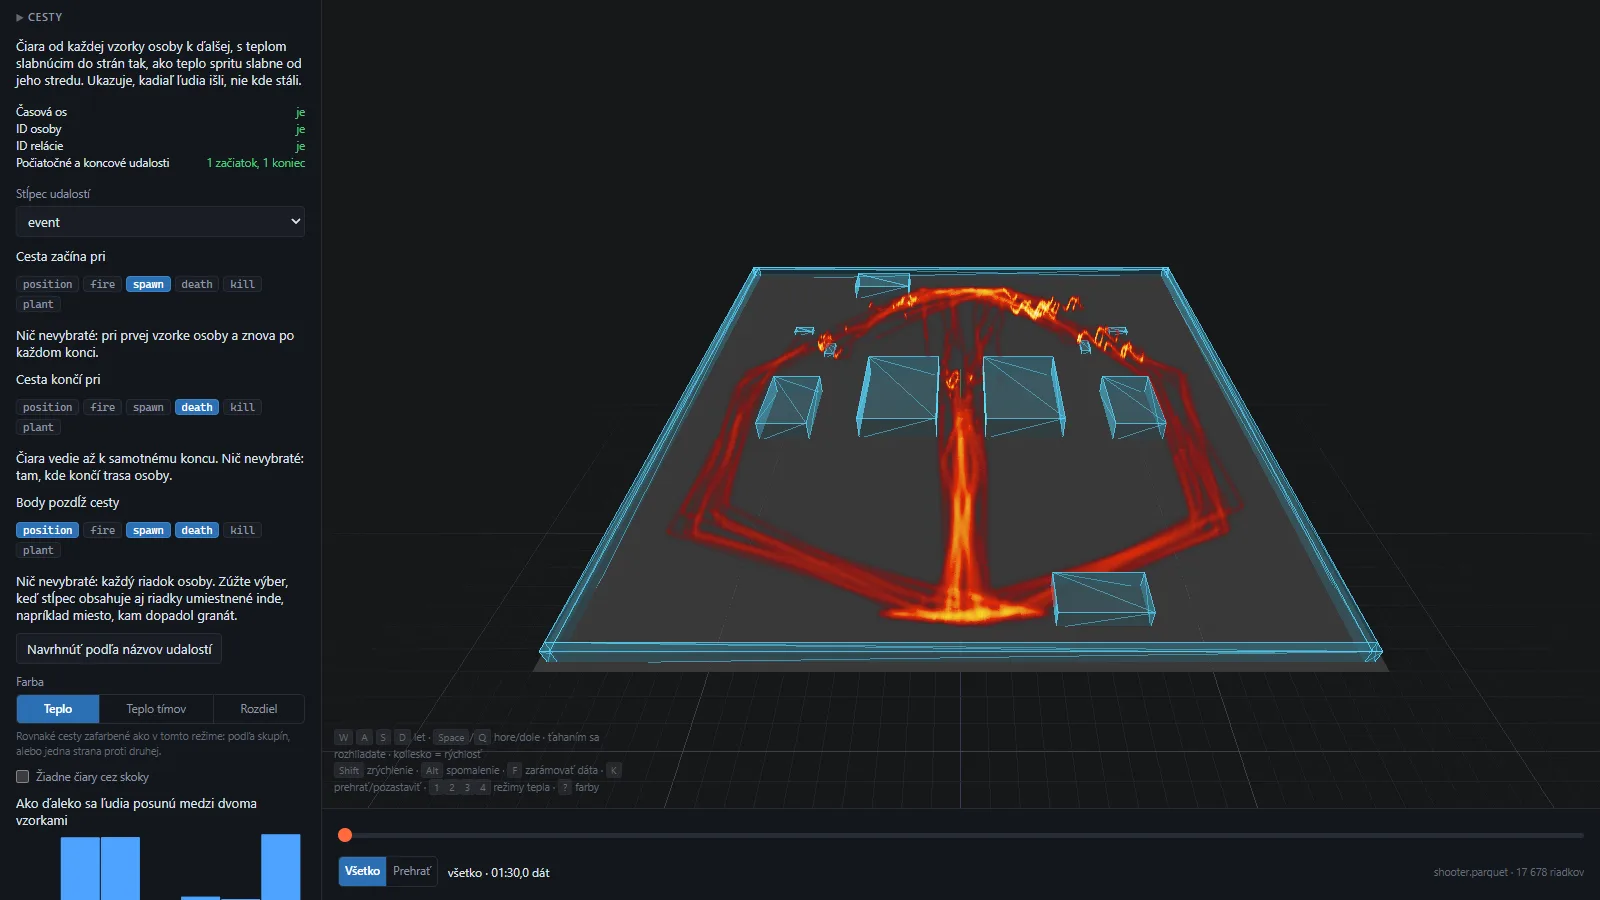 ▶ CESTY
Čiara od každej vzorky osoby k ďalšej, s teplom
slabnúcim do strán tak, ako teplo spritu slabne od
jeho stredu. Ukazuje, kadiaľ ľudia išli, nie kde stáli.
Časová os je
ID osoby je
ID relácie je
Počiatočné a koncové udalosti 1 začiatok, 1 koniec
Stĺpec udalostí
event
Cesta začína pri
position fire spawn death kill
plant
Nič nevybraté: pri prvej vzorke osoby a znova po
každom konci.
Cesta končí pri
position fire spawn death kill
plant
Čiara vedie až k samotnému koncu. Nič nevybraté:
tam, kde končí trasa osoby.
Body pozdĺž cesty
position fire spawn death kill
plant
Nič nevybraté: každý riadok osoby. Zúžte výber,
keď stĺpec obsahuje aj riadky umiestnené inde,
napríklad miesto, kam dopadol granát.
Navrhnúť podľa názvov udalostí
Farba
Teplo Teplo tímov Rozdiel
Rovnaké cesty zafarbené ako v tomto režime: podľa skupín,
alebo jedna strana proti druhej.
Žiadne čiary cez skoky
Ako ďaleko sa ľudia posunú medzi dvoma
vzorkami
W A S D let · Space / Q hore/dole · ťahaním sa
rozhliadate · koliesko = rýchlosť
Shift zrýchlenie · Alt spomalenie · F zarámovať dáta · K
prehrať/pozastaviť · 1 2 3 4 režimy tepla · ? farby
Všetko Prehrať všetko · 01:30,0 dát
shooter.parquet · 17 678 riadkov